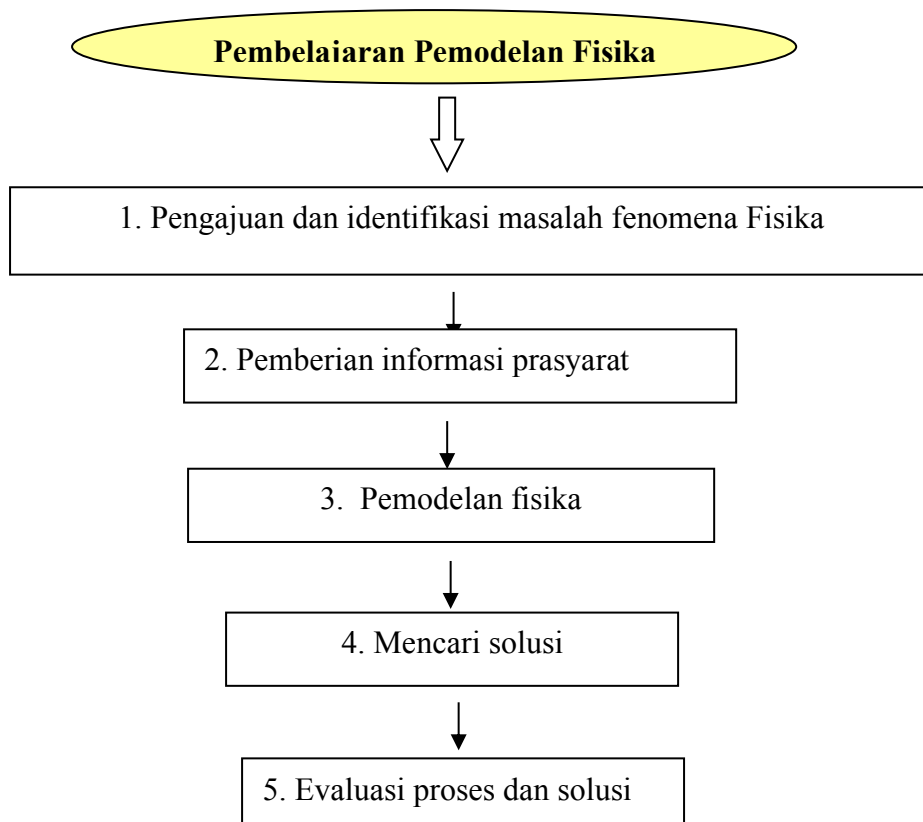 Pembelaiaran Pemodelan Fisika
1. Pengajuan dan identifikasi masalah fenomena Fisika
2. Pemberian informasi prasyarat
3. Pemodelan fisika
4. Mencari solusi
5. Evaluasi proses dan solusi